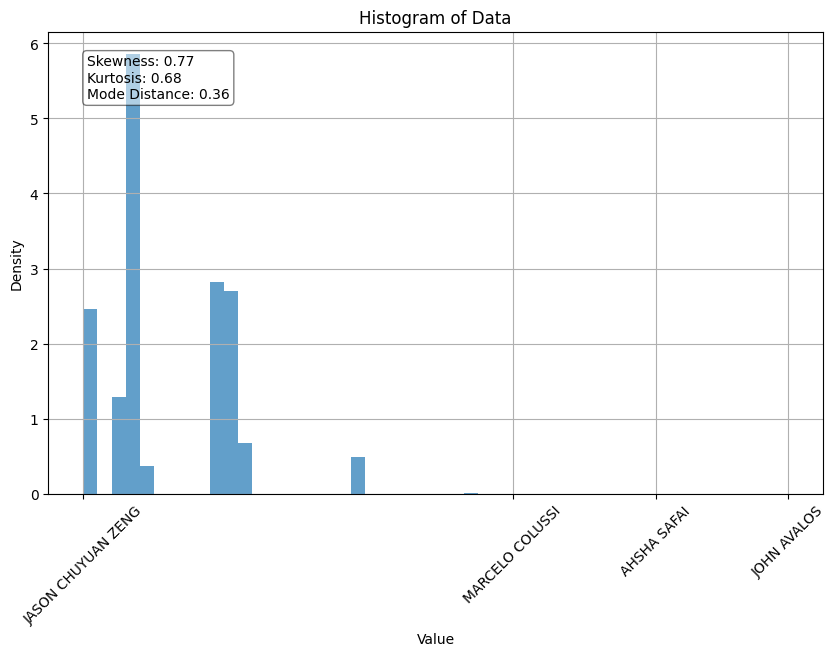 Histogram of Data
Skewness: 0.77
Kurtosis: 0.68
Mode Distance: 0.36
6
5
4
3
2
1
0
Density
JASON CHUYUAN ZENG
MARCELO COLUSSI
AHSHA SAFAI
JOHN AVALOS
Value